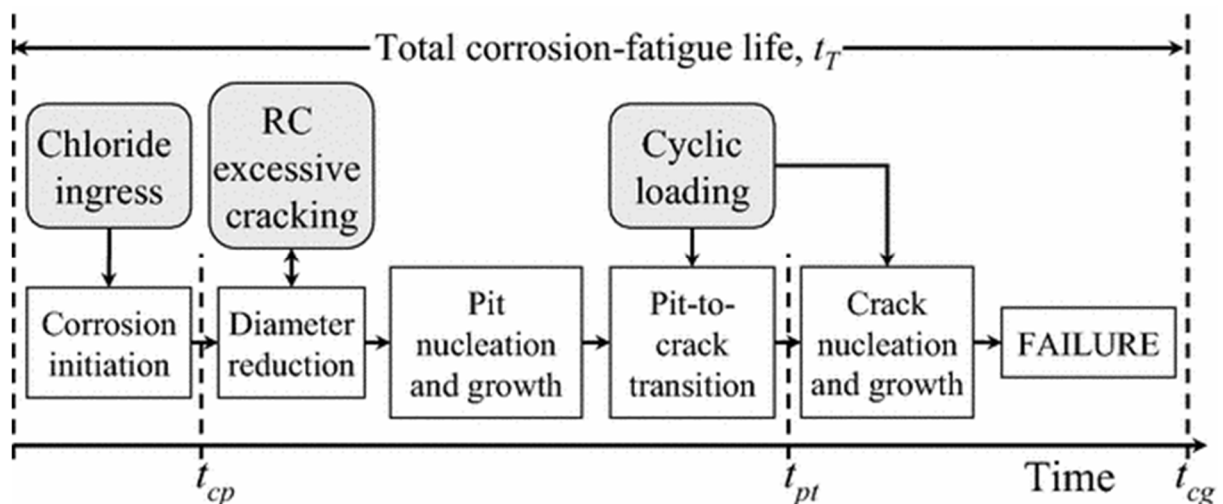 Total corrosion-fatigue life, t_T
Chloride
ingress
RC
excessive
cracking
Cyclic
loading
Corrosion
initiation
Diameter
reduction
Pit
nucleation
and growth
Pit-to-
crack
transition
Crack
nucleation
and growth
FAILURE
t_cp
t_pt
Time
t_cg